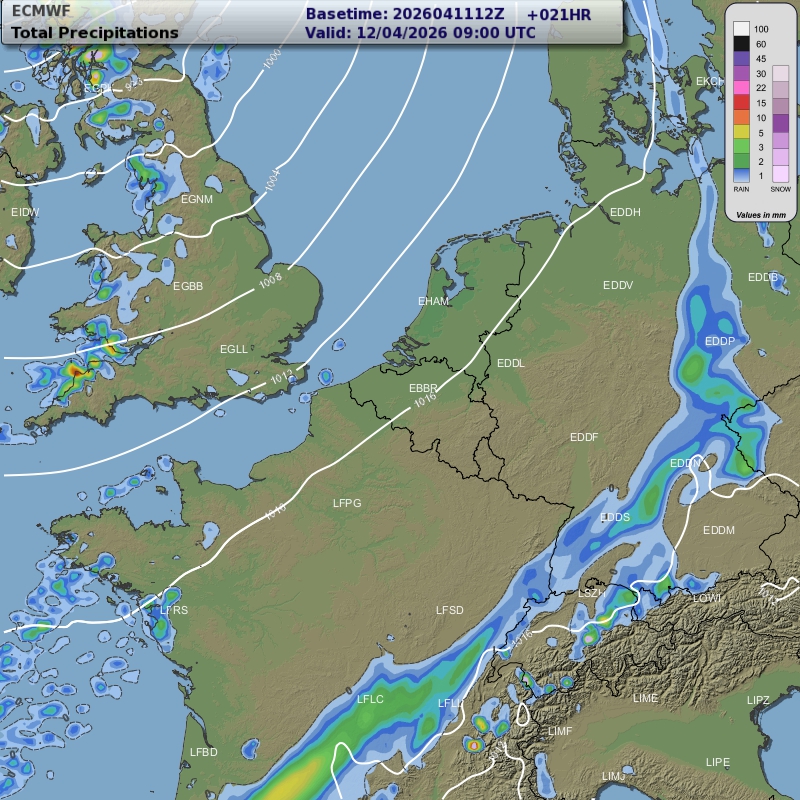 ECMWF
Total Precipitations
Basetime: 2026041112Z +021HR
Valid: 12/04/2026 09:00 UTC
100
60
45
30
22
15
10
5
3
2
1
RAIN
SNOW
Values in mm
1000
EKCH
EIDW
EGNM
1004
EDDH
EGBB
1008
EDDV
EDDB
EHAM
EGLL
EDDP
1012
EDDL
EBBR
1016
EDDF
EDDN
LFPG
1016
EDDS
EDDM
LFRS
LFSD
LSZH
LOWI
1016
LFLC
LFLL
LIME
LIPZ
LIMF
LFBD
LIPE
LIMJ